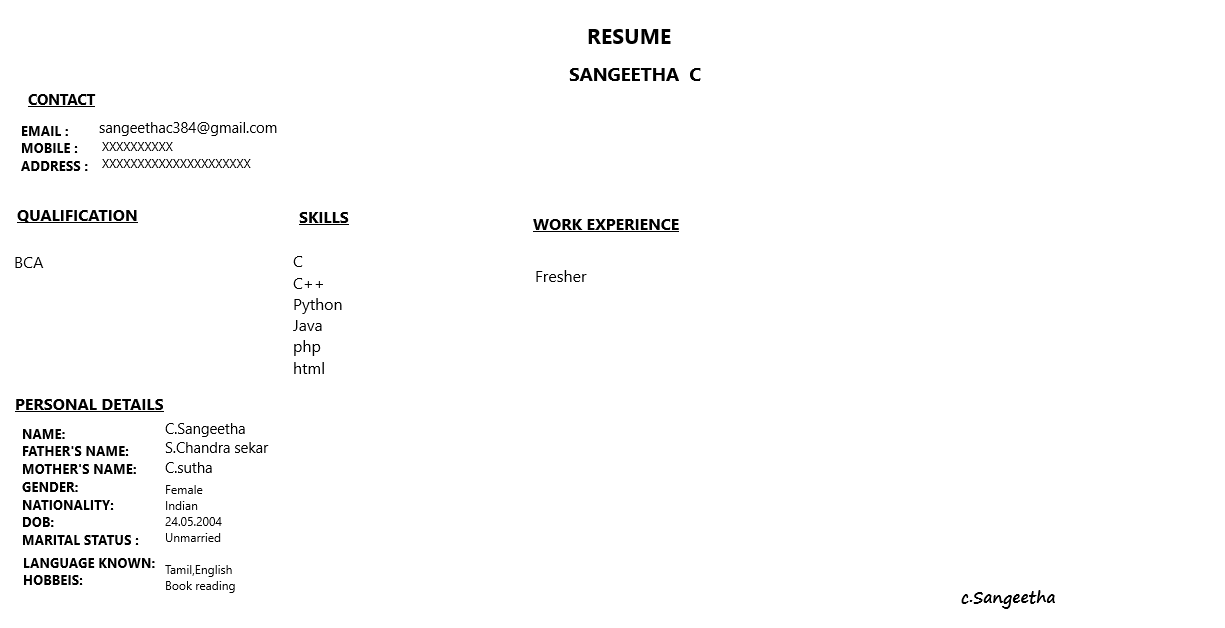 RESUME
SANGEETHA C
CONTACT
EMAIL : sangeethac384@gmail.com
MOBILE : XXXXXXXXXX
ADDRESS : XXXXXXXXXXXXXXXXXXXXX
QUALIFICATION
BCA
SKILLS
C
C++
Python
Java
php
html
WORK EXPERIENCE
Fresher
PERSONAL DETAILS
NAME: C.Sangeetha
FATHER'S NAME: S.Chandra sekar
MOTHER'S NAME: C.sutha
GENDER: Female
NATIONALITY: Indian
DOB: 24.05.2004
MARITAL STATUS : Unmarried
LANGUAGE KNOWN: Tamil,English
HOBBEIS: Book reading
c.Sangeetha